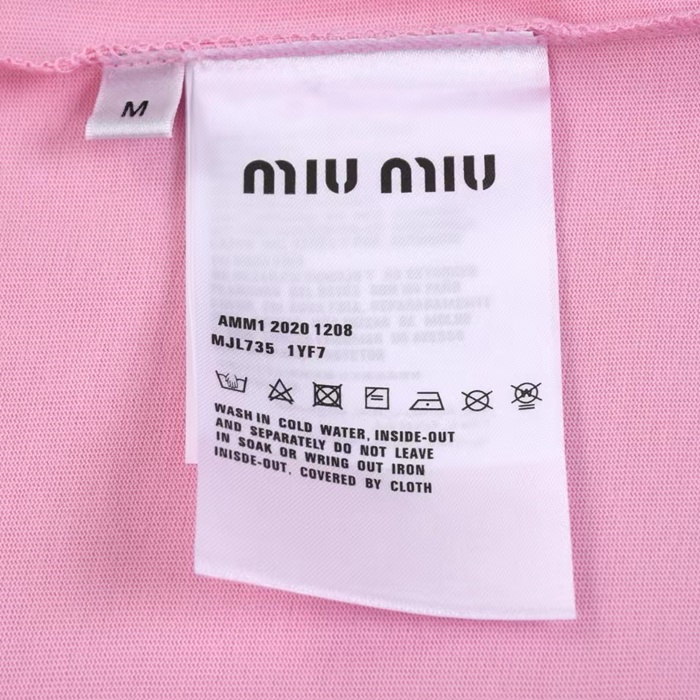 M
MIU MIU
AMM1 2020 1208
MJL735 1YF7
WASH IN COLD WATER, INSIDE-OUT
AND SEPARATELY DO NOT LEAVE
IN SOAK OR WRING OUT IRON
INISDE-OUT, COVERED BY CLOTH